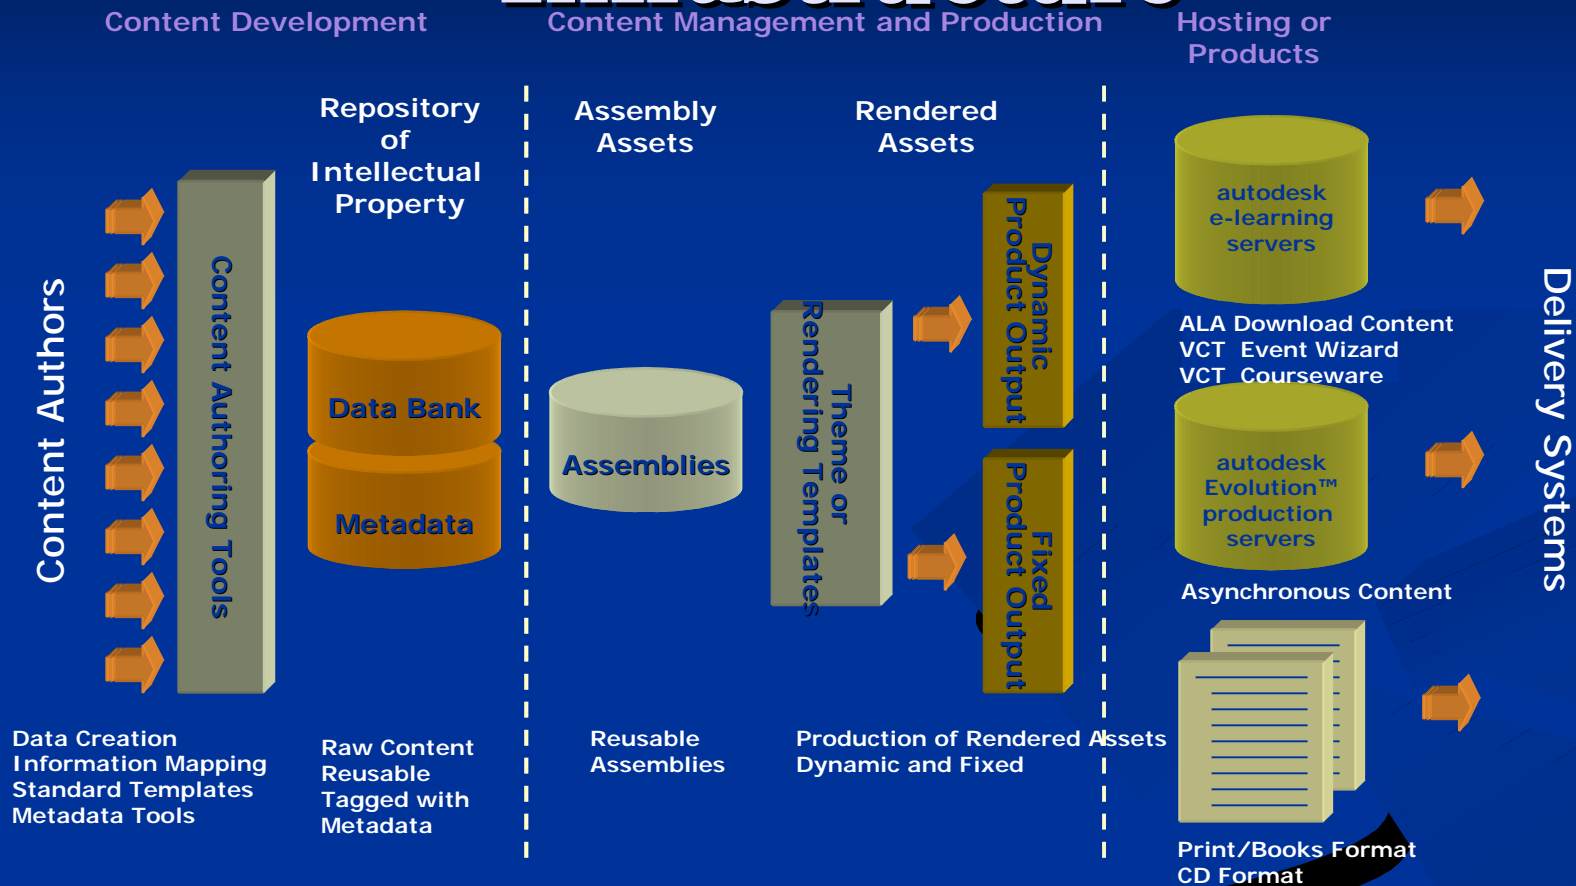 Infrastructure
Content Development
Content Management and Production
Hosting or
Products
Repository
of
Intellectual
Property
Assembly
Assets
Rendered
Assets
Content Authors
Content Authoring Tools
Data Bank
Metadata
Assemblies
Theme or
Rendering Templates
Dynamic
Product Output
Fixed
Product Output
autodesk
e-learning
servers
ALA Download Content
VCT Event Wizard
VCT Courseware
autodesk
Evolution™
production
servers
Asynchronous Content
Delivery Systems
Data Creation
Information Mapping
Standard Templates
Metadata Tools
Raw Content
Reusable
Tagged with
Metadata
Reusable
Assemblies
Production of Rendered Assets
Dynamic and Fixed
Print/Books Format
CD Format